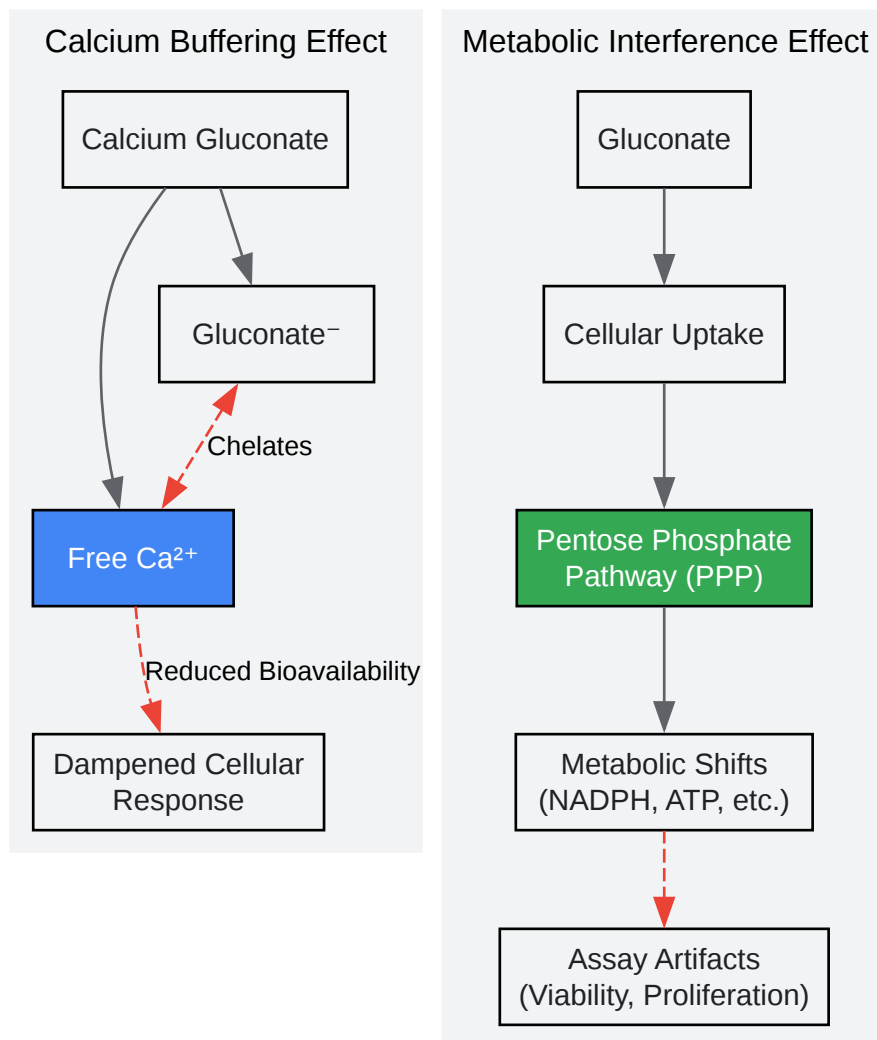 Calcium Buffering Effect
Calcium Gluconate
Gluconate⁻
Chelates
Free Ca²⁺
Reduced Bioavailability
Dampened Cellular
Response
Metabolic Interference Effect
Gluconate
Cellular Uptake
Pentose Phosphate
Pathway (PPP)
Metabolic Shifts
(NADPH, ATP, etc.)
Assay Artifacts
(Viability, Proliferation)